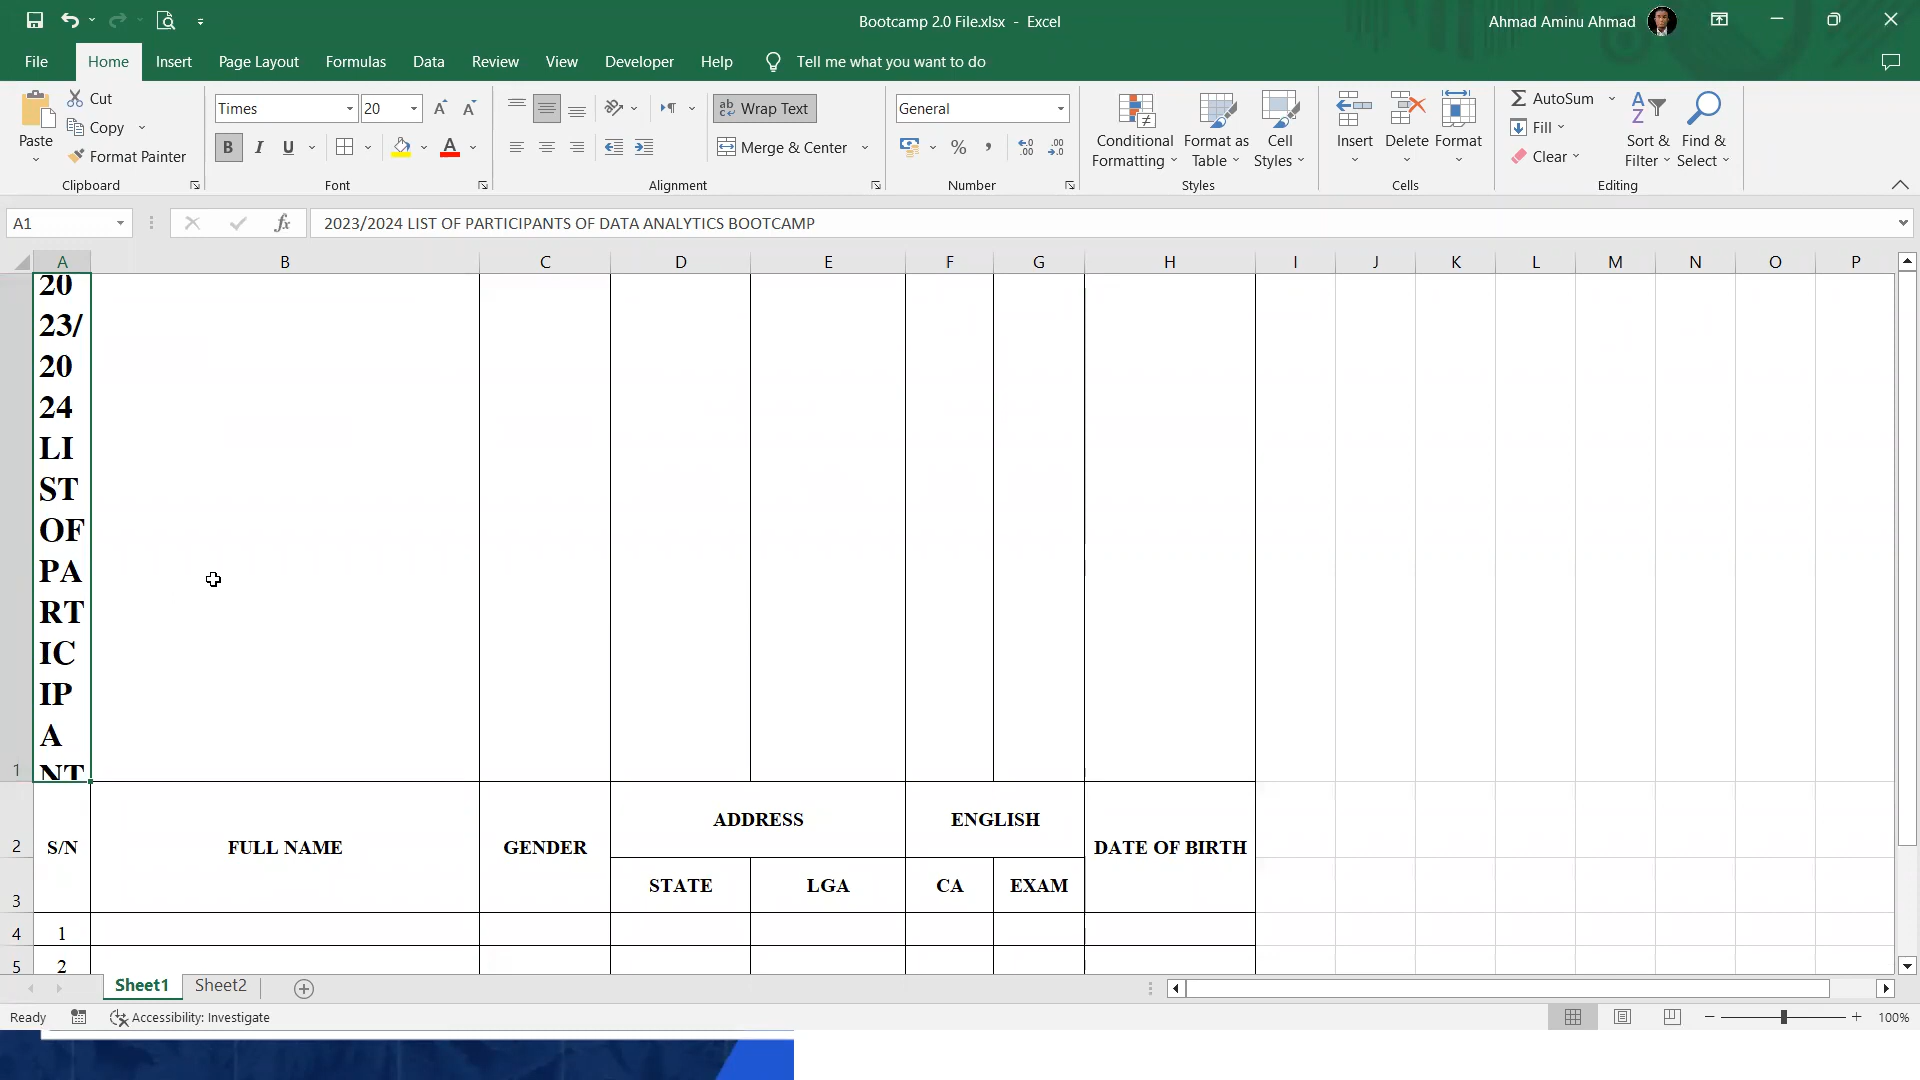 Bootcamp 2.0 File.xlsx - Excel
Ahmad Aminu Ahmad
File Home Insert Page Layout Formulas Data Review View Developer Help Tell me what you want to do
Paste
Cut
Copy
Format Painter
Clipboard
Times 20
B I U
A
Font
ab Wrap Text
Merge & Center
Alignment
General
% ,
Number
Conditional Formatting
Format as Table
Cell Styles
Styles
Insert Delete Format
Cells
AutoSum
Fill
Clear
Sort & Filter
Find & Select
Editing
A1 fx 2023/2024 LIST OF PARTICIPANTS OF DATA ANALYTICS BOOTCAMP
A B C D E F G H I J K L M N O P
20
23/
20
24
LI
ST
OF
PA
RT
IC
IP
A
NT
1
2 S/N FULL NAME GENDER ADDRESS ENGLISH DATE OF BIRTH
3 STATE LGA CA EXAM
4 1
5 2
Sheet1 Sheet2
Ready Accessibility: Investigate 100%